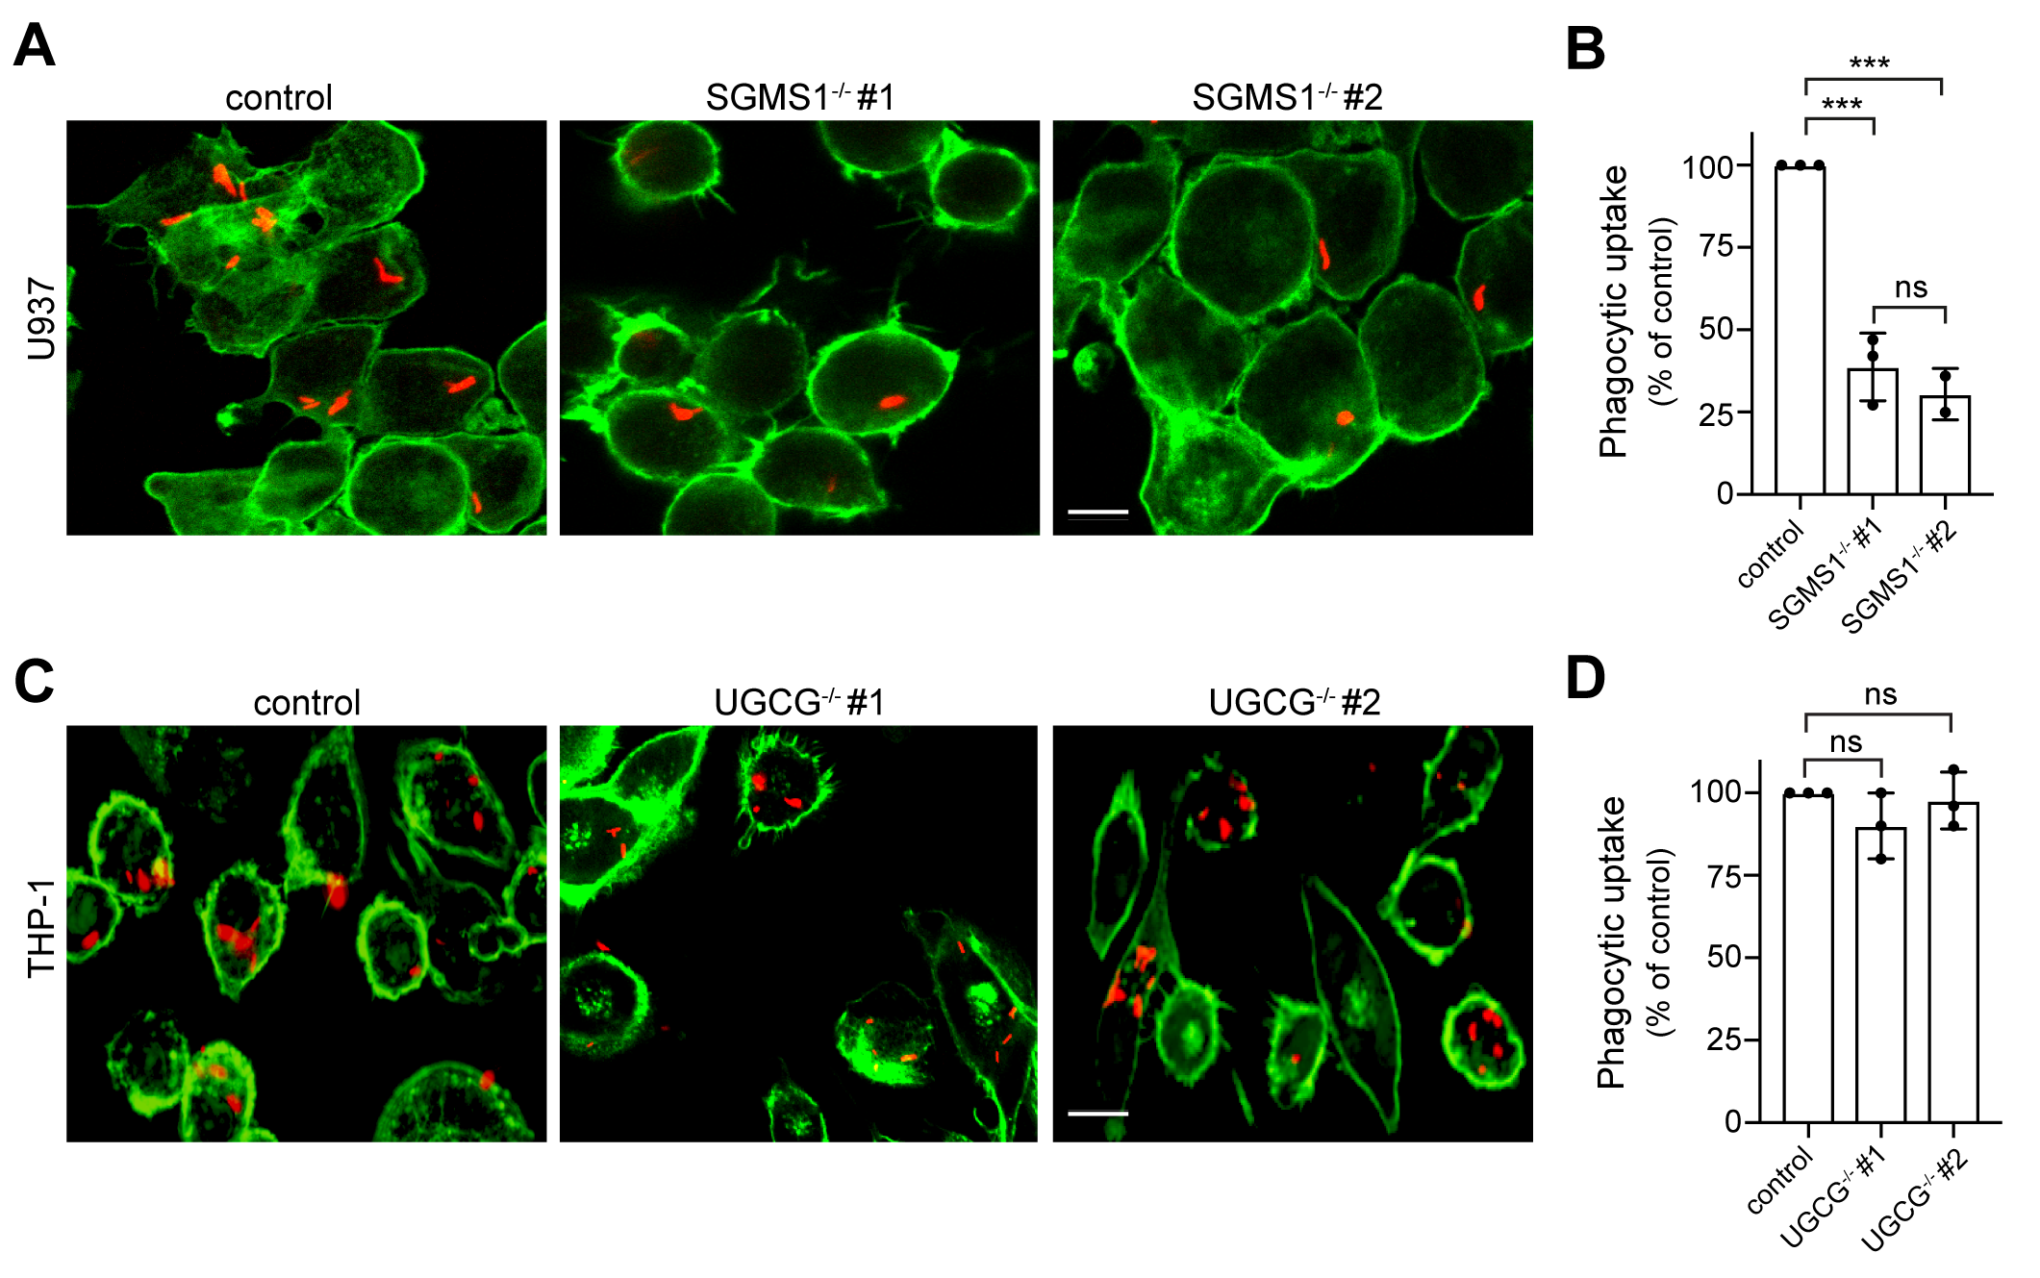 A
control
SGMS1-/- #1
SGMS1-/- #2
U937
B
***
***
ns
Phagocytic uptake
(% of control)
100
75
50
25
0
control
SGMS1-/- #1
SGMS1-/- #2
C
control
UGCG-/- #1
UGCG-/- #2
THP-1
D
ns
ns
Phagocytic uptake
(% of control)
100
75
50
25
0
control
UGCG-/- #1
UGCG-/- #2